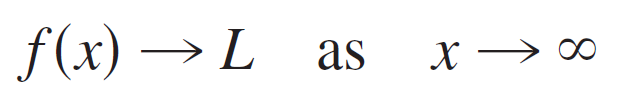 f(x) → L as x → ∞